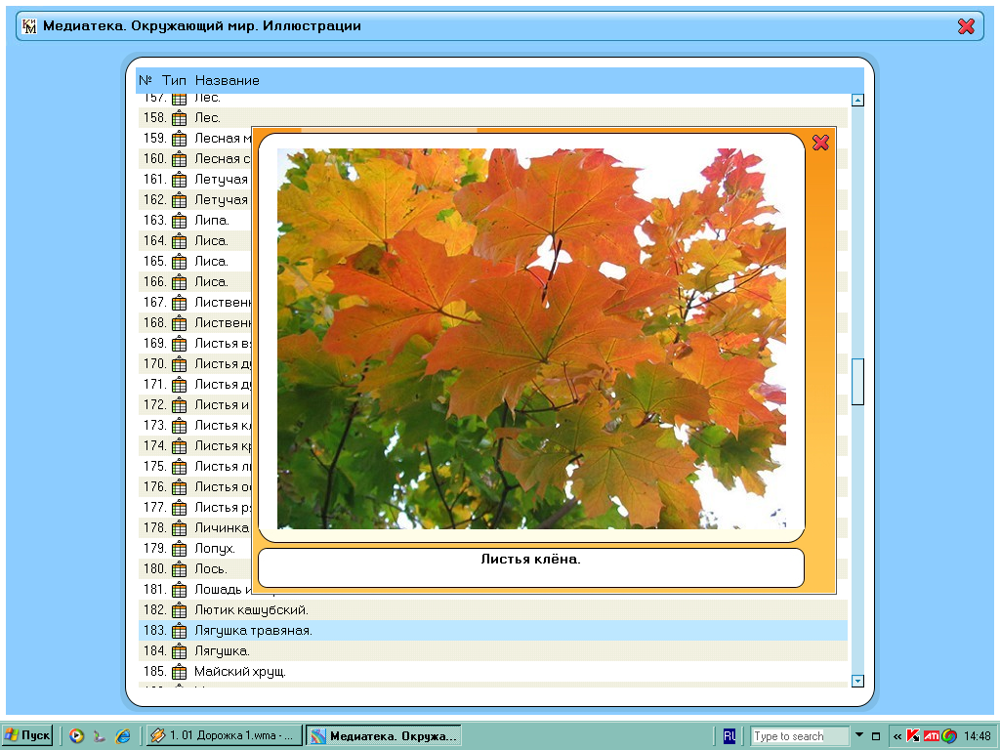 Медиатека. Окружающий мир. Иллюстрации
№ Тип Название
157. Лес.
158. Лес.
159. Лесная
160. Лесная
161. Летучая
162. Летучая
163. Липа.
164. Лиса.
165. Лиса.
166. Лиса.
167.
168.
169. Листья
170. Листья
171. Листья
172. Листья и
173. Листья
174. Листья
175. Листья
176. Листья
177. Листья
178. Личинка
179. Лопух.
180. Лось.
181. Лошадь
182. Лютик кашубский.
183. Лягушка травяная.
184. Лягушка.
185. Майский хрущ.
Листья клёна.
Пуск
1. 01 Дорожка 1.wma - ...
Медиатека. Окружа...
RU
Type to search
«
ATI
14:48